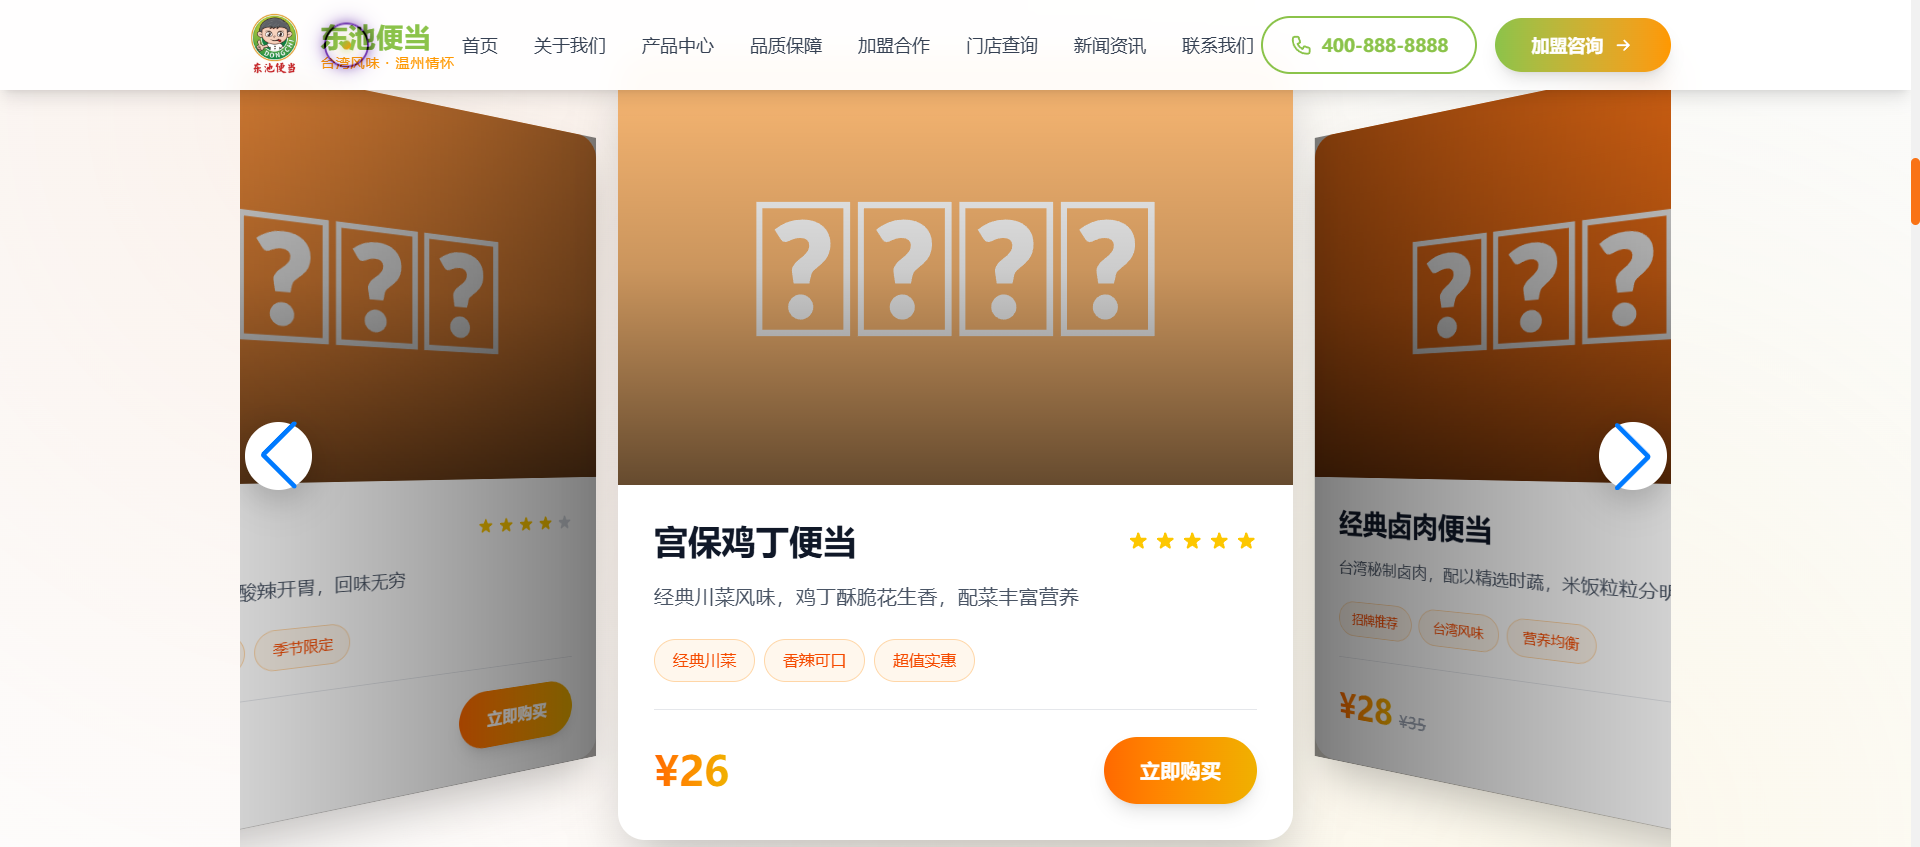 DONGCHI
东池便当
东池便当
台湾风味 · 温州情怀
首页
关于我们
产品中心
品质保障
加盟合作
门店查询
新闻资讯
联系我们
400-888-8888
加盟咨询 →
酸辣开胃，回味无穷
季节限定
立即购买
????
宫保鸡丁便当
经典川菜风味，鸡丁酥脆花生香，配菜丰富营养
经典川菜
香辣可口
超值实惠
¥26
立即购买
经典卤肉便当
台湾秘制卤肉，配以精选时蔬，米饭粒粒分明
招牌推荐
台湾风味
营养均衡
¥28 ¥35